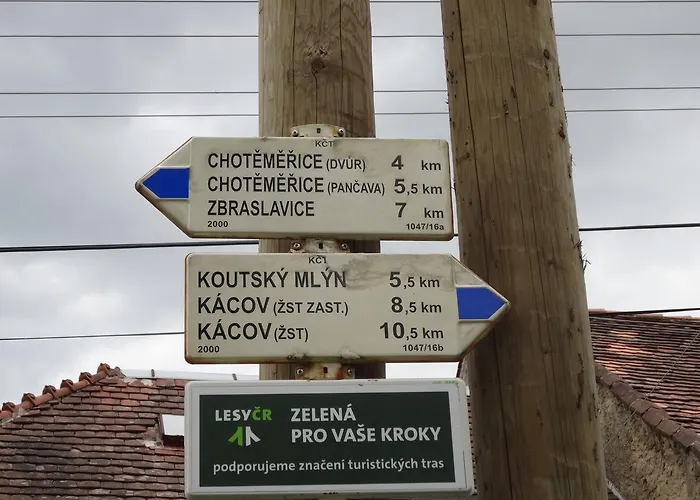 KČT
CHOTĚMĚŘICE (DVŮR) 4 km
CHOTĚMĚŘICE (PANČAVA) 5,5 km
ZBRASLAVICE 7 km
2000 1047/16a
KČT
KOUTSKÝ MLÝN 5,5 km
KÁCOV (ŽST ZAST.) 8,5 km
KÁCOV (ŽST) 10,5 km
2000 1047/16b
LESYČR ZELENÁ
PRO VAŠE KROKY
podporujeme značení turistických tras